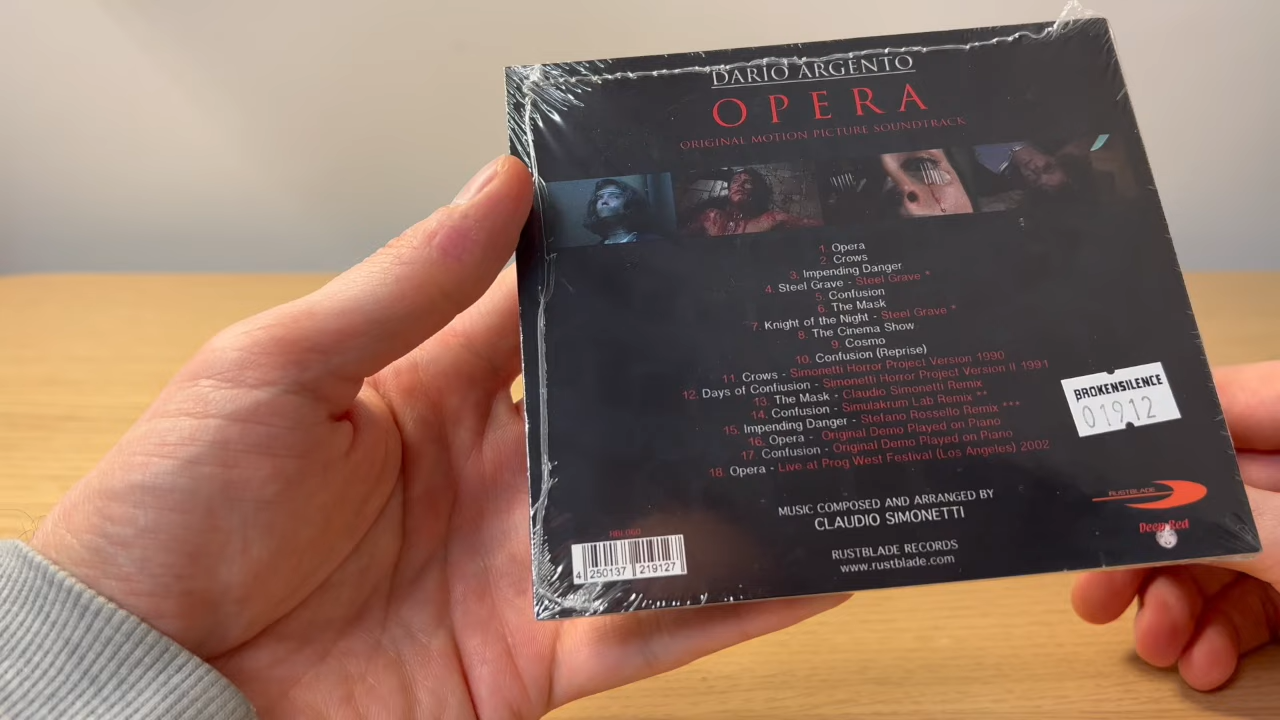 DARIO ARGENTO
OPERA
ORIGINAL MOTION PICTURE SOUNDTRACK
1. Opera
2. Crows
3. Impending Danger
4. Steel Grave - Steel Grave *
5. Confusion
6. The Mask
7. Knight of the Night - Steel Grave *
8. The Cinema Show
9. Cosmo
10. Confusion (Reprise)
11. Crows - Simonetti Horror Project Version 1990
12. Days of Confusion - Simonetti Horror Project Version II 1991
13. The Mask - Claudio Simonetti Remix
14. Confusion - Simulakrum Lab Remix **
15. Impending Danger - Stefano Rossello Remix ***
16. Opera - Original Demo Played on Piano
17. Confusion - Original Demo Played on Piano
18. Opera - Live at Prog West Festival (Los Angeles) 2002
BROKENSILENCE
01912
MUSIC COMPOSED AND ARRANGED BY
CLAUDIO SIMONETTI
RUSTBLADE RECORDS
www.rustblade.com
RUSTBLADE
Deep Red
4 250137 219127